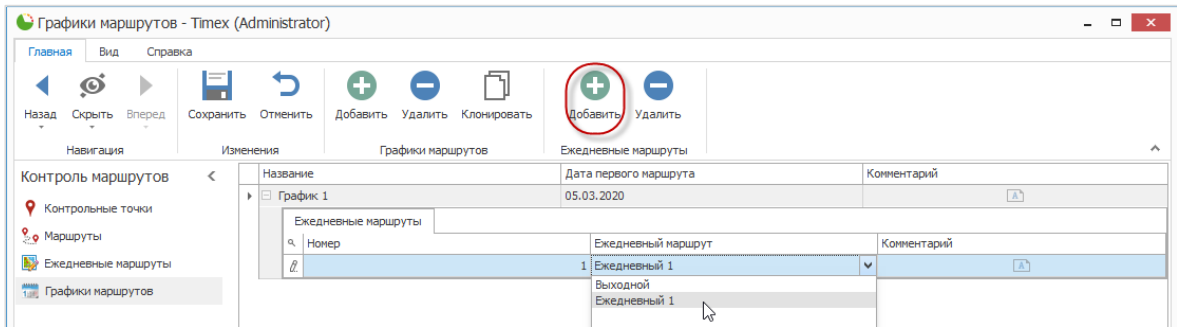 Графики маршрутов - Timex (Administrator)
Главная Вид Справка
Назад Скрыть Вперед Сохранить Отменить Добавить Удалить Клонировать Добавить Удалить
Навигация Изменения Графики маршрутов Ежедневные маршруты
Контроль маршрутов
Контрольные точки
Маршруты
Ежедневные маршруты
Графики маршрутов
Название Дата первого маршрута Комментарий
График 1 05.03.2020
Ежедневные маршруты
Номер Ежедневный маршрут Комментарий
1 Ежедневный 1
Выходной
Ежедневный 1